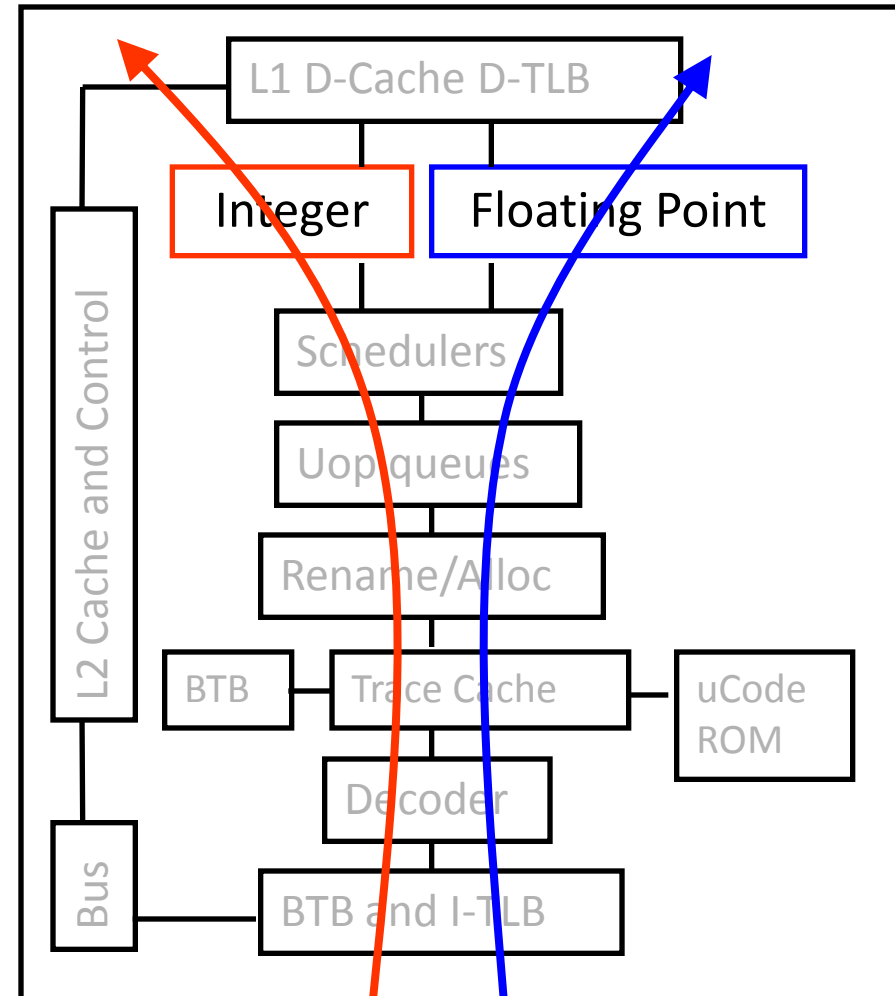 L1 D-Cache D-TLB
Integer
Floating Point
Schedulers
Uop queues
Rename/Alloc
BTB
Trace Cache
uCode
ROM
Decoder
BTB and I-TLB
L2 Cache and Control
Bus